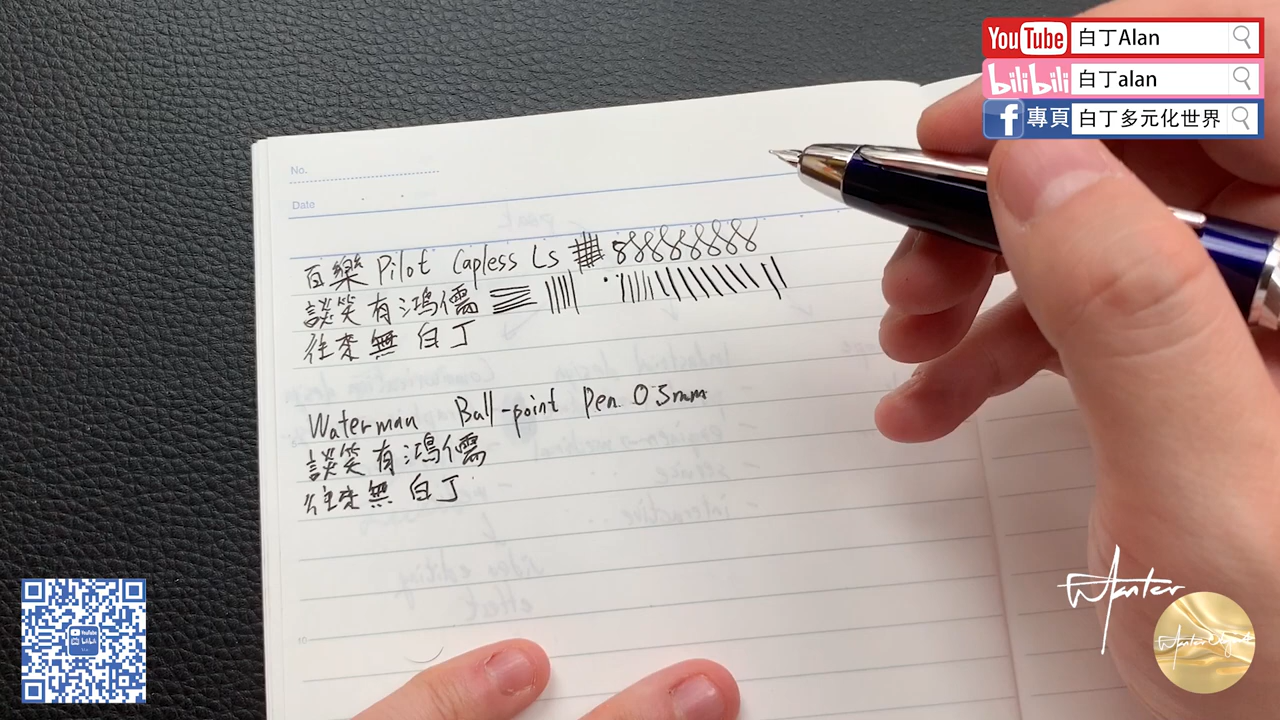 YouTube 白丁Alan
bilibili 白丁alan
f 專頁 白丁多元化世界
No.
Date
百樂 Pilot Capless Ls
談笑有鴻儒
往來無白丁
Waterman Ball-point Pen 0.5mm
談笑有鴻儒
往來無白丁
Wanter